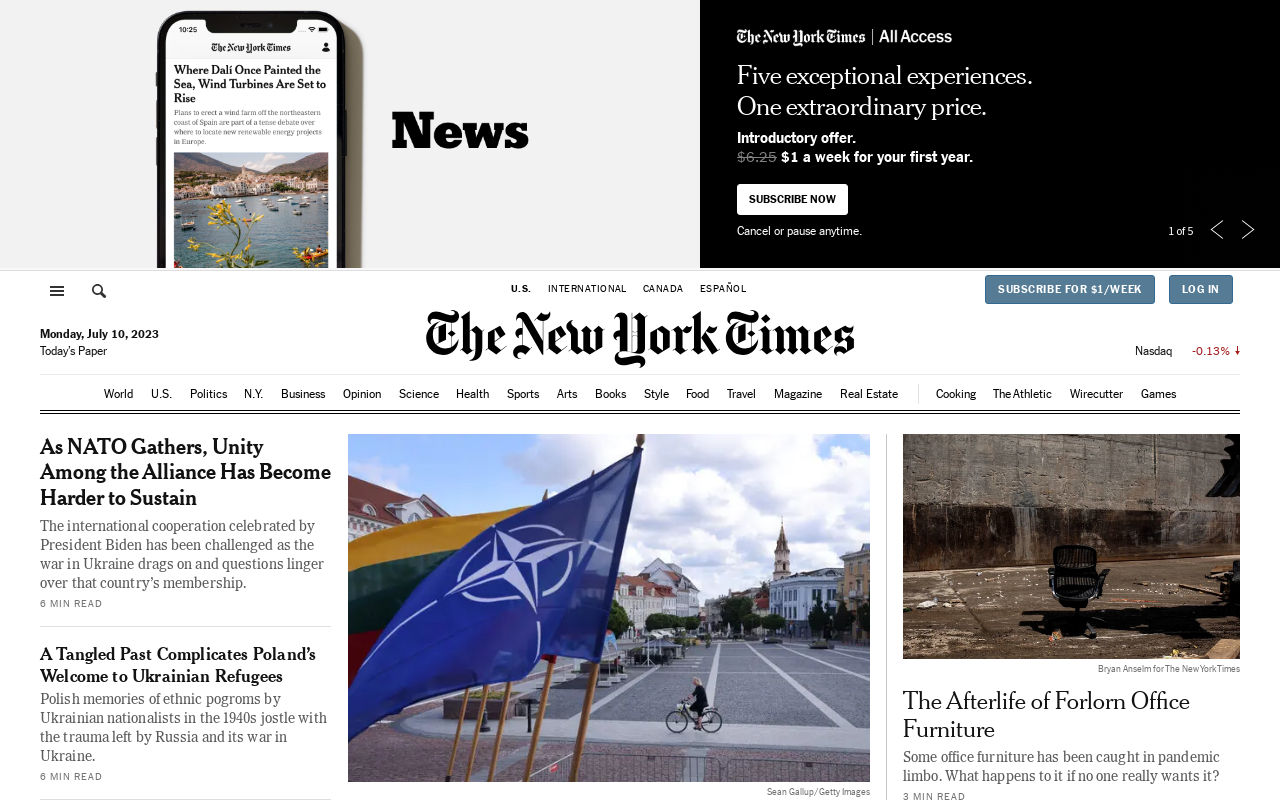 10:25
The New York Times
Where Dalí Once Painted the
Sea, Wind Turbines Are Set to
Rise
Plans to erect a wind farm off the northeastern
coast of Spain are part of a tense debate over
where to locate new renewable energy projects
in Europe.
News
The New York Times | All Access
Five exceptional experiences.
One extraordinary price.
Introductory offer.
$6.25 $1 a week for your first year.
SUBSCRIBE NOW
Cancel or pause anytime.
1 of 5
U.S. INTERNATIONAL CANADA ESPAÑOL
SUBSCRIBE FOR $1/WEEK
LOG IN
Monday, July 10, 2023
Today's Paper
The New York Times
Nasdaq -0.13%
World U.S. Politics N.Y. Business Opinion Science Health Sports Arts Books Style Food Travel Magazine Real Estate Cooking The Athletic Wirecutter Games
As NATO Gathers, Unity
Among the Alliance Has Become
Harder to Sustain
The international cooperation celebrated by
President Biden has been challenged as the
war in Ukraine drags on and questions linger
over that country's membership.
6 MIN READ
A Tangled Past Complicates Poland's
Welcome to Ukrainian Refugees
Polish memories of ethnic pogroms by
Ukrainian nationalists in the 1940s jostle with
the trauma left by Russia and its war in
Ukraine.
6 MIN READ
Sean Gallup/Getty Images
Bryan Anselm for The New York Times
The Afterlife of Forlorn Office
Furniture
Some office furniture has been caught in pandemic
limbo. What happens to it if no one really wants it?
3 MIN READ